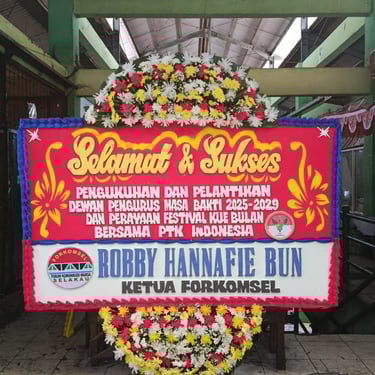 Selamat & Sukses
PENGUKUHAN DAN PELANTIKAN
DEWAN PENGURUS MASA BAKTI 2025-2029
DAN PERAYAAN FESTIVAL KUE BULAN
BERSAMA PTK INDONESIA
FORKOMSEL
SELAKAU
ROBBY HANNAFIE BUN
KETUA FORKOMSEL